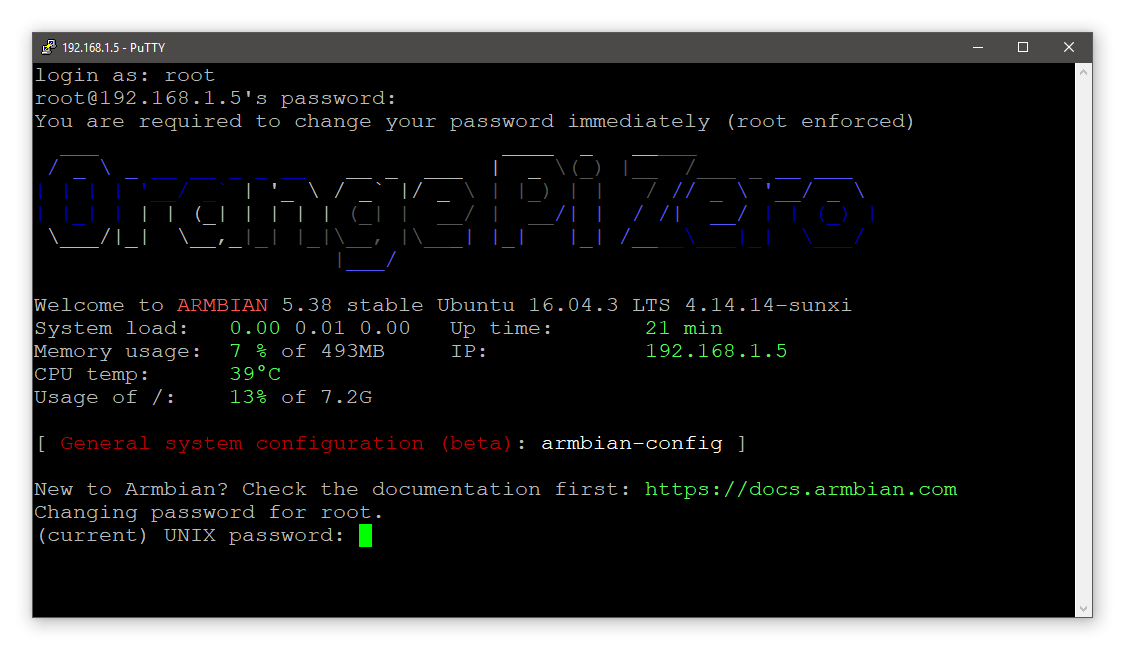 192.168.1.5 - PuTTY
login as: root
root@192.168.1.5's password:
You are required to change your password immediately (root enforced)
Orange Pi Zero
Welcome to ARMBIAN 5.38 stable Ubuntu 16.04.3 LTS 4.14.14-sunxi
System load: 0.00 0.01 0.00 Up time: 21 min
Memory usage: 7 % of 493MB IP: 192.168.1.5
CPU temp: 39°C
Usage of /: 13% of 7.2G
[ General system configuration (beta): armbian-config ]
New to Armbian? Check the documentation first: https://docs.armbian.com
Changing password for root.
(current) UNIX password: